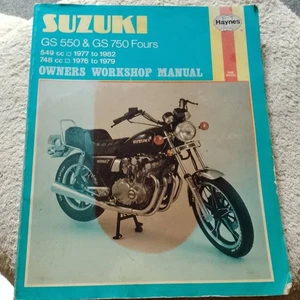 SUZUKI
Haynes
GS 550 & GS 750 Fours
549 cc □ 1977 to 1982
748 cc □ 1976 to 1979
OWNERS WORKSHOP MANUAL
SUZUKI